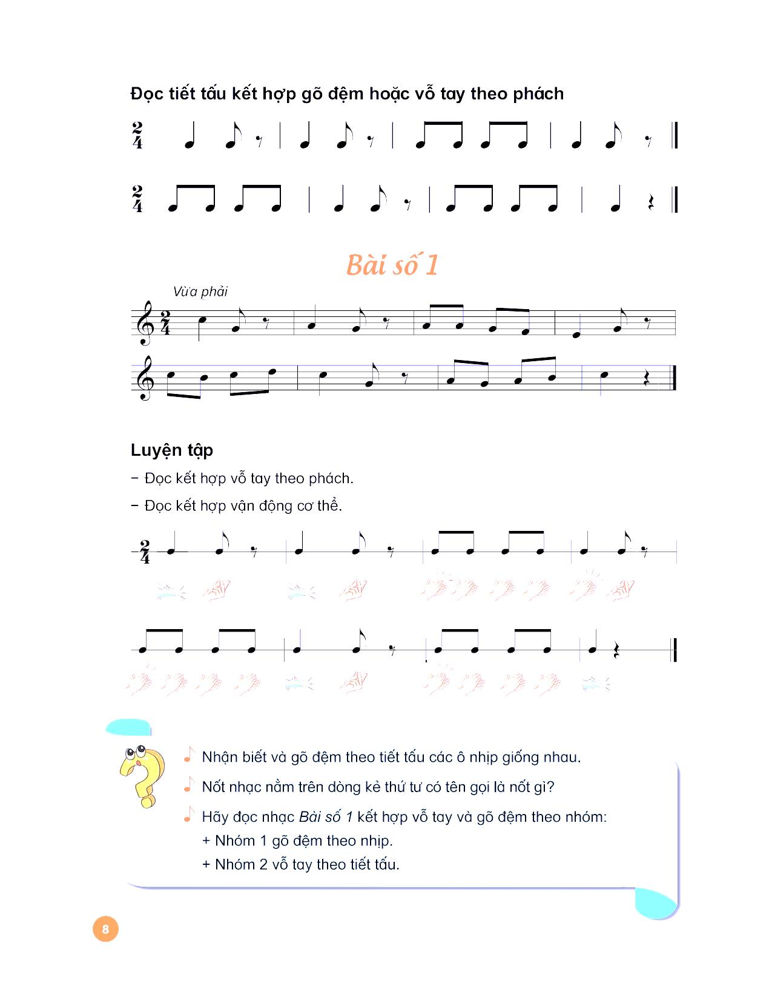 Đọc tiết tấu kết hợp gõ đệm hoặc vỗ tay theo phách
2
4
2
4
Bài số 1
Vừa phải
2
4
Luyện tập
– Đọc kết hợp vỗ tay theo phách.
– Đọc kết hợp vận động cơ thể.
2
4
Nhận biết và gõ đệm theo tiết tấu các ô nhịp giống nhau.
Nốt nhạc nằm trên dòng kẻ thứ tư có tên gọi là nốt gì?
Hãy đọc nhạc Bài số 1 kết hợp vỗ tay và gõ đệm theo nhóm:
+ Nhóm 1 gõ đệm theo nhịp.
+ Nhóm 2 vỗ tay theo tiết tấu.
8